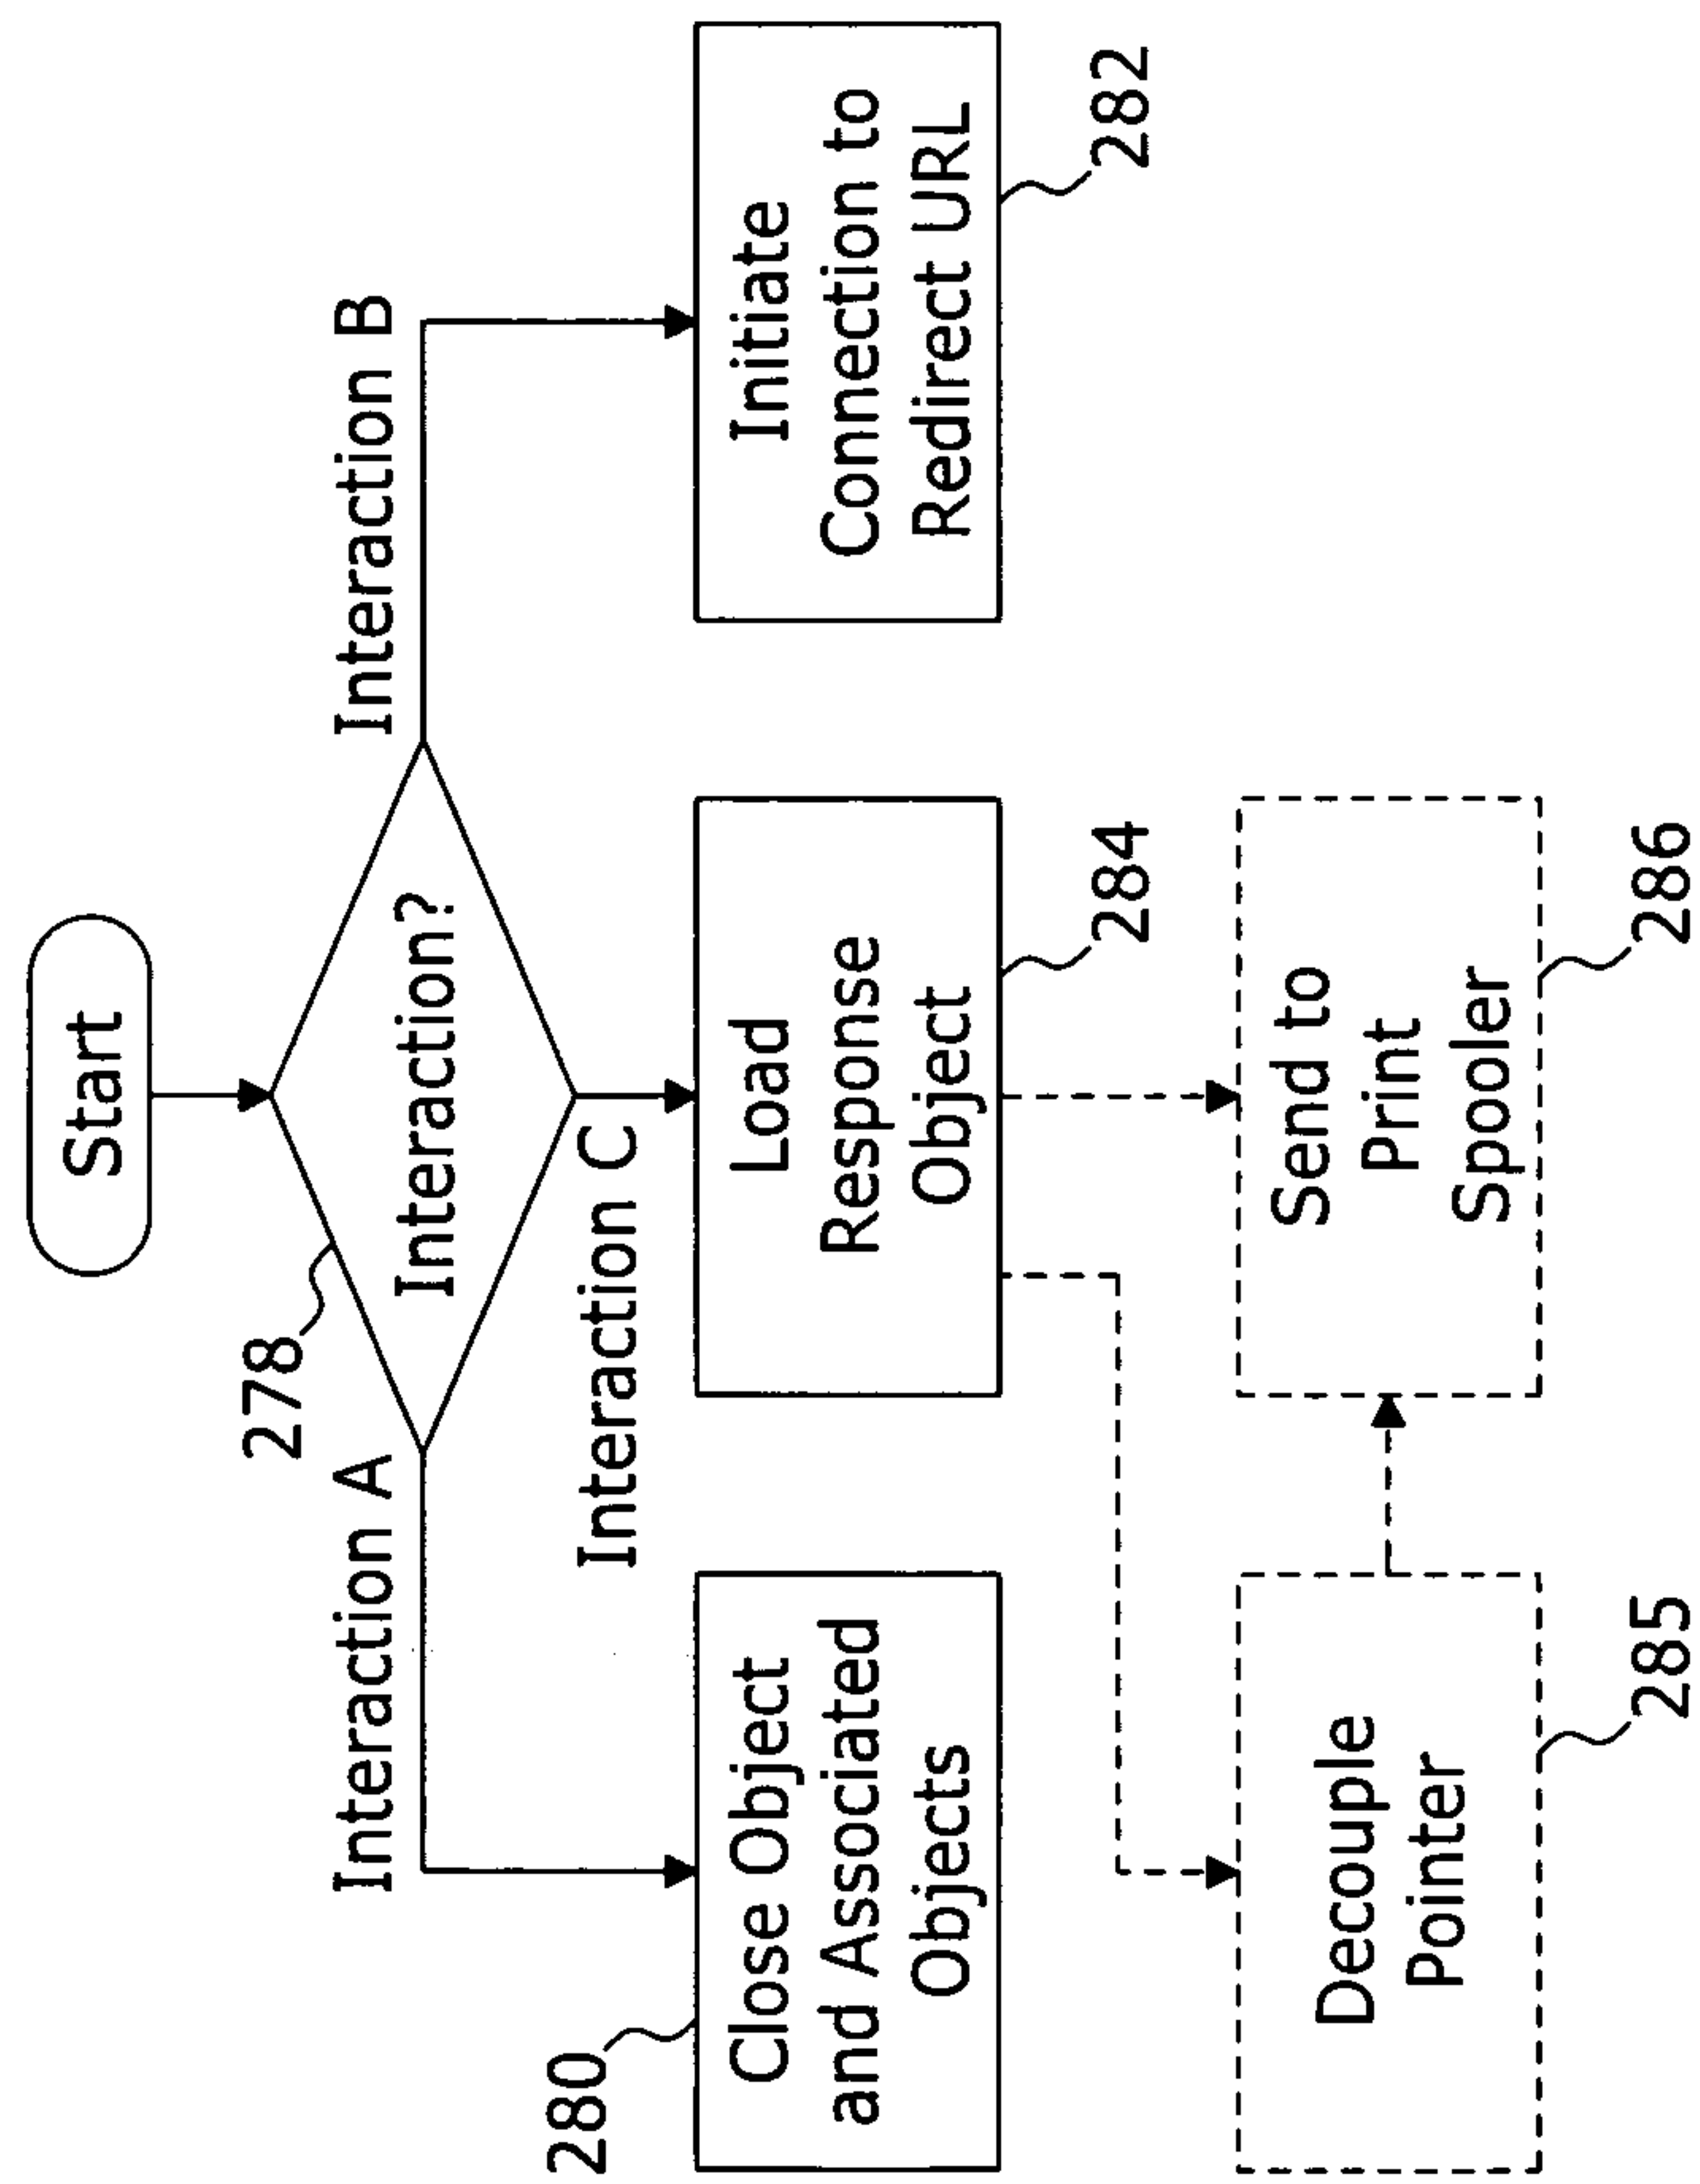 Start
278
Interaction?
Interaction A
Interaction B
Interaction C
280
Close Object
and Associated
Objects
Load
Response
Object
284
Initiate
Connection to
Redirect URL
282
Decouple
Pointer
285
Send to
Print
Spooler
286